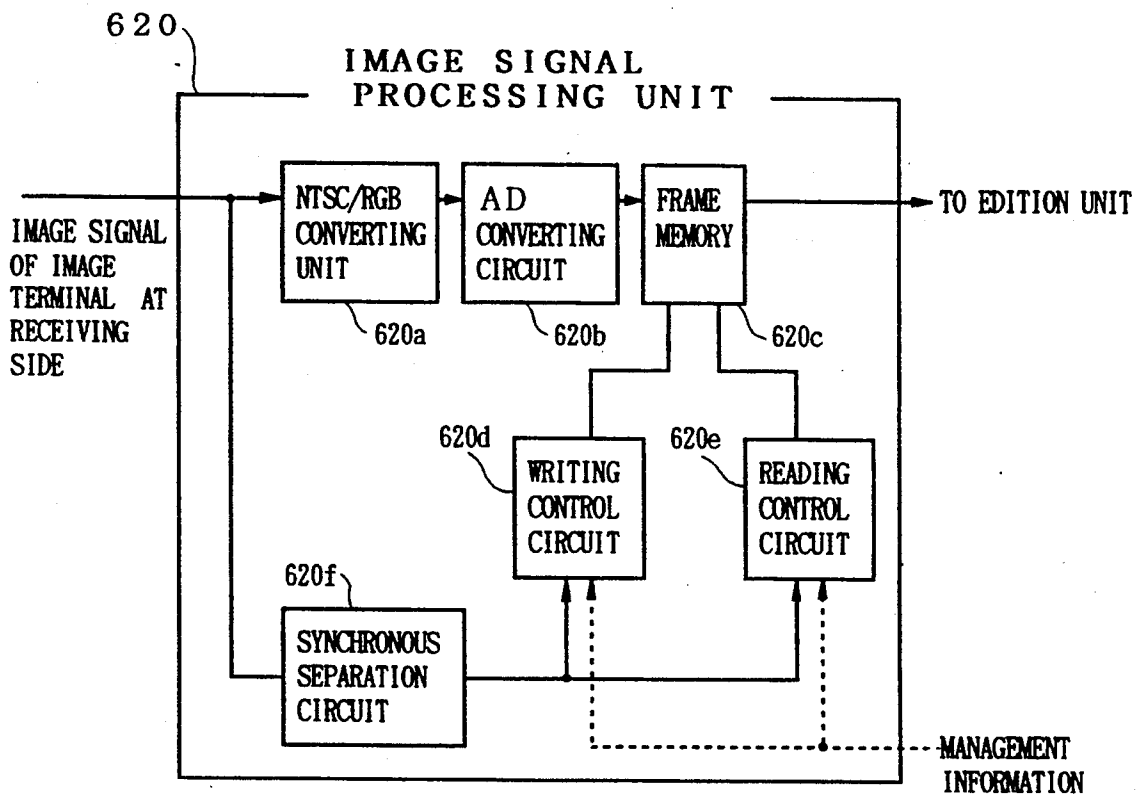 620
IMAGE SIGNAL
PROCESSING UNIT
NTSC/RGB
CONVERTING
UNIT
620a
AD
CONVERTING
CIRCUIT
620b
FRAME
MEMORY
620c
TO EDITION UNIT
IMAGE SIGNAL
OF IMAGE
TERMINAL AT
RECEIVING
SIDE
620d
WRITING
CONTROL
CIRCUIT
620e
READING
CONTROL
CIRCUIT
620f
SYNCHRONOUS
SEPARATION
CIRCUIT
MANAGEMENT
INFORMATION